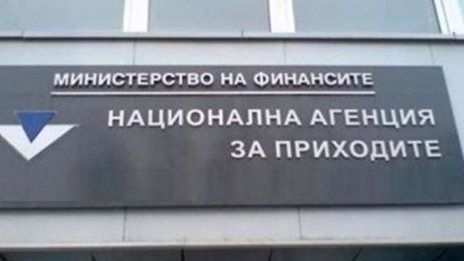 МИНИСТЕРСТВО НА ФИНАНСИТЕ
НАЦИОНАЛНА АГЕНЦИЯ
ЗА ПРИХОДИТЕ